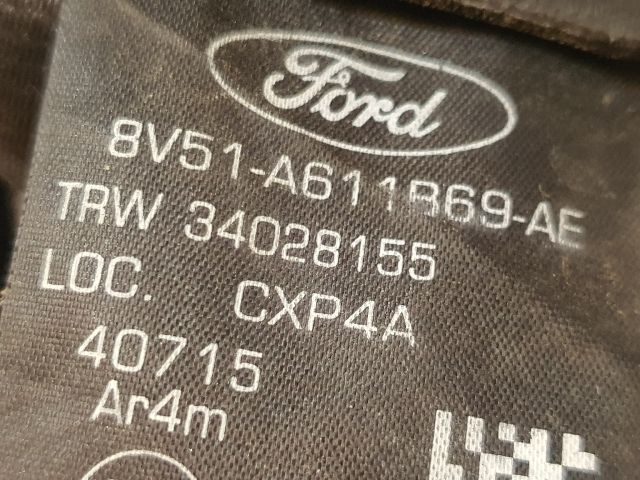 Ford
8V51-A611B69-AE
TRW 34028155
LOC. CXP4A
40715
Ar4m